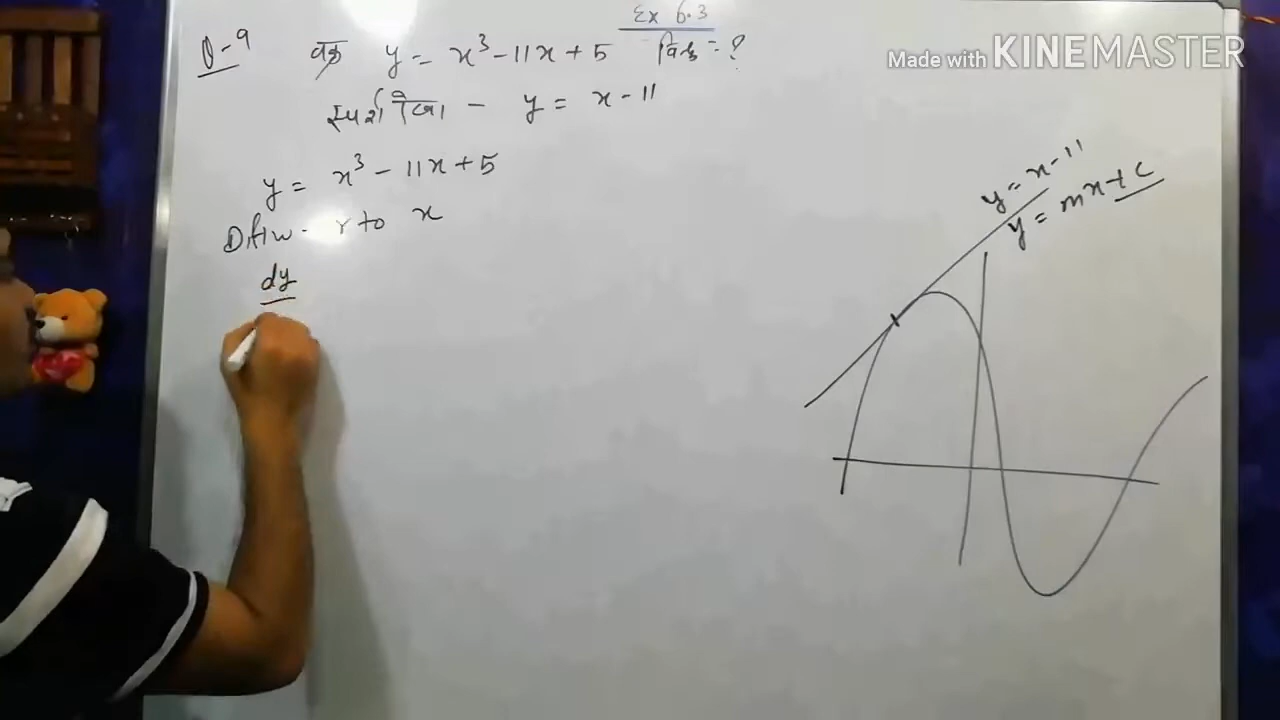 Ex 6.3
Made with KINEMASTER
Q-9 वक्र y = x³ - 11x + 5 बिन्दु = ?
स्पर्श रेखा - y = x - 11
y = x³ - 11x + 5
w. r to x
dy
y = x - 11
y = mx + c